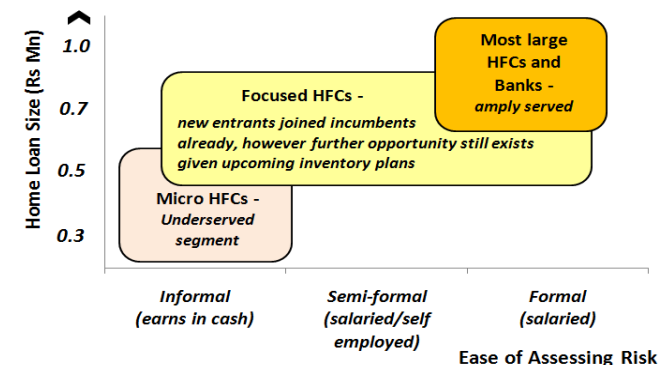 Home Loan Size (Rs Mn)
1.0
0.7
0.5
0.3
Most large
HFCs and
Banks -
amply served
Focused HFCs -
new entrants joined incumbents
already, however further opportunity still exists
given upcoming inventory plans
Micro HFCs -
Underserved
segment
Informal
(earns in cash)
Semi-formal
(salaried/self
employed)
Formal
(salaried)
Ease of Assessing Risk